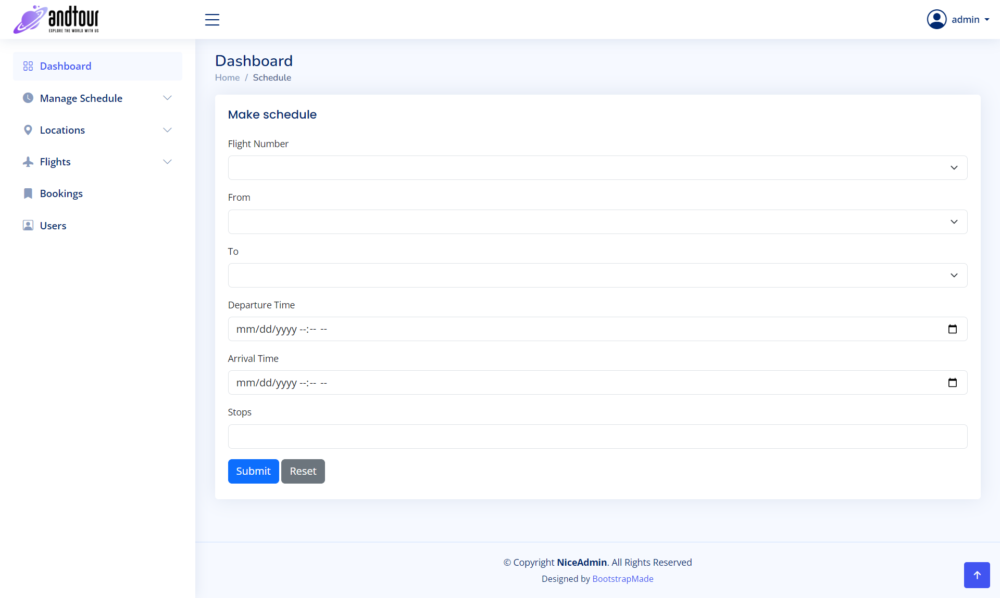 andtour
EXPLORE THE WORLD WITH US
admin
Dashboard
Manage Schedule
Locations
Flights
Bookings
Users
Dashboard
Home / Schedule
Make schedule
Flight Number
From
To
Departure Time
mm/dd/yyyy --:-- --
Arrival Time
mm/dd/yyyy --:-- --
Stops
Submit Reset
© Copyright NiceAdmin. All Rights Reserved
Designed by BootstrapMade